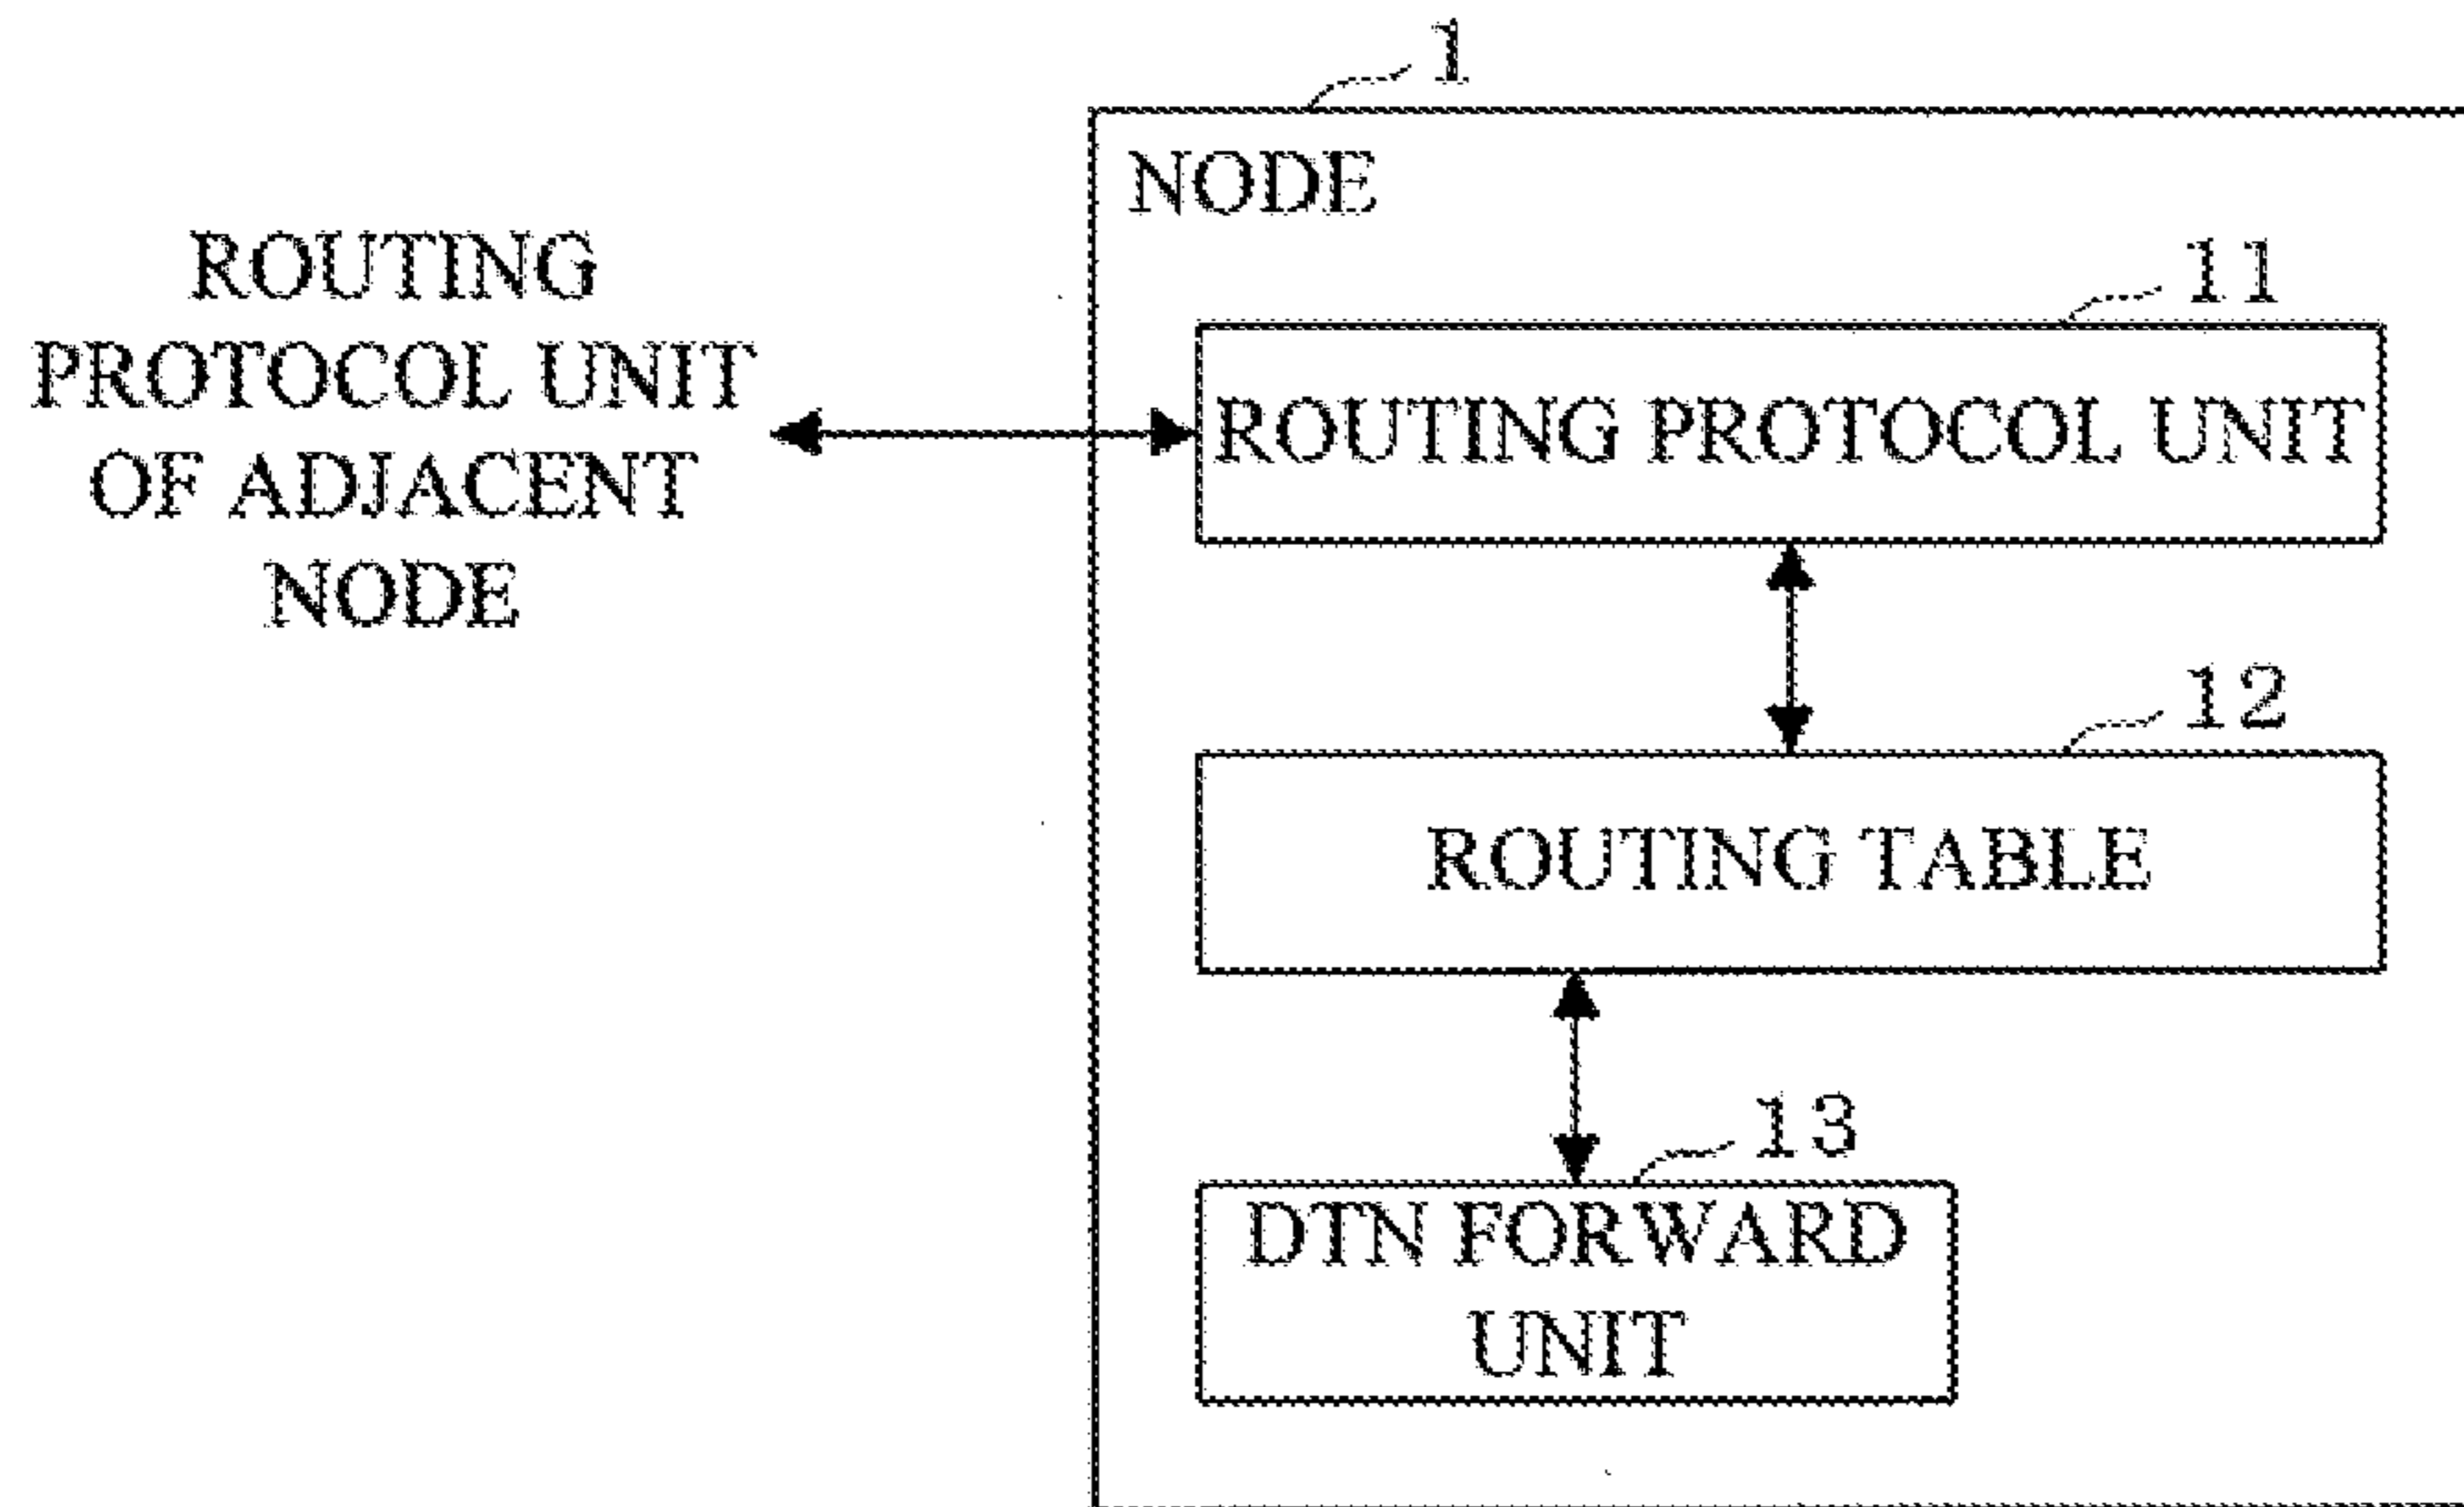 1
NODE
ROUTING
PROTOCOL UNIT
OF ADJACENT
NODE
11
ROUTING PROTOCOL UNIT
12
ROUTING TABLE
13
DTN FORWARD
UNIT